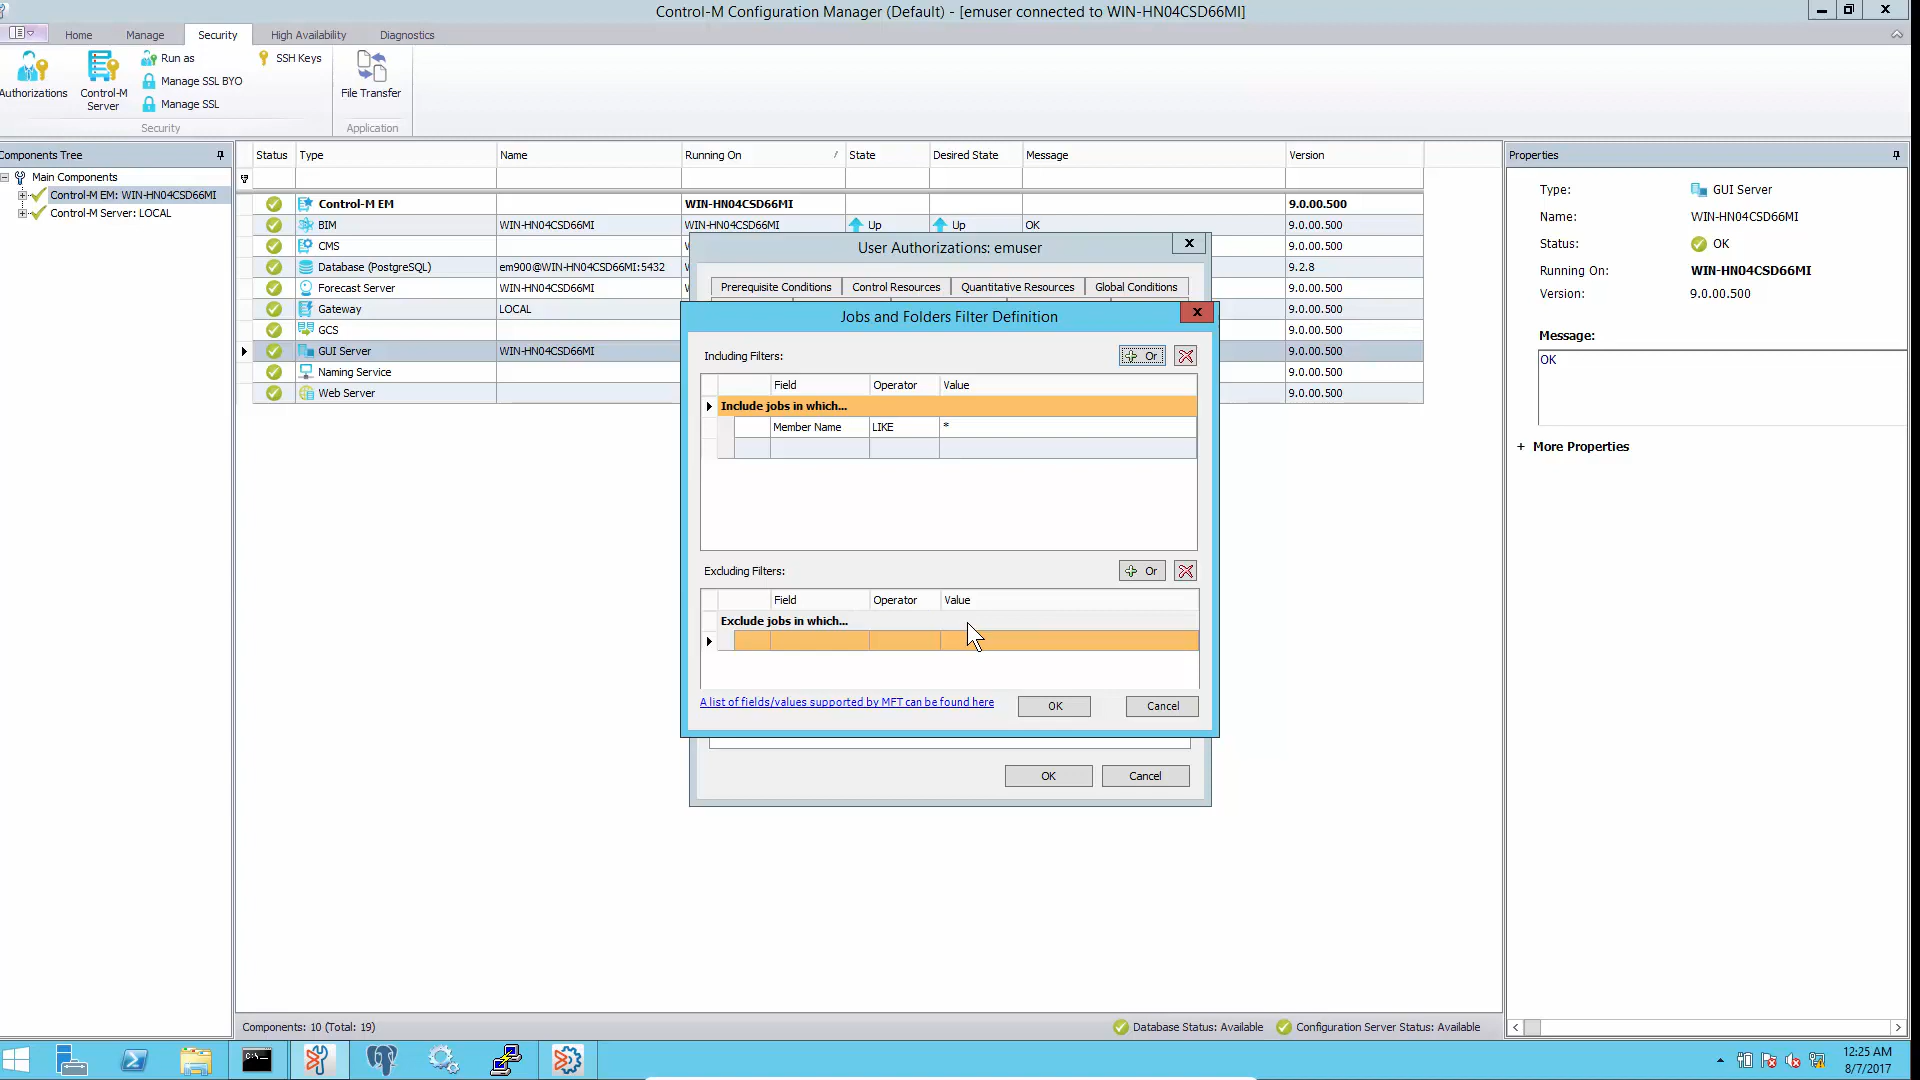 Control-M Configuration Manager (Default) - [emuser connected to WIN-HN04CSD66MI]
Home Manage Security High Availability Diagnostics
Authorizations
Control-M Server
Run as
Manage SSL BYO
Manage SSL
SSH Keys
File Transfer
Security
Application
Components Tree
Main Components
Control-M EM: WIN-HN04CSD66MI
Control-M Server: LOCAL
Status Type Name Running On / State Desired State Message Version
Control-M EM WIN-HN04CSD66MI 9.0.00.500
BIM WIN-HN04CSD66MI WIN-HN04CSD66MI Up Up OK 9.0.00.500
CMS 9.0.00.500
Database (PostgreSQL) em900@WIN-HN04CSD66MI:5432 9.2.8
Forecast Server WIN-HN04CSD66MI 9.0.00.500
Gateway LOCAL 9.0.00.500
GCS 9.0.00.500
GUI Server WIN-HN04CSD66MI 9.0.00.500
Naming Service 9.0.00.500
Web Server 9.0.00.500
User Authorizations: emuser
Prerequisite Conditions Control Resources Quantitative Resources Global Conditions
Jobs and Folders Filter Definition
Including Filters: Or
Field Operator Value
Include jobs in which...
Member Name LIKE *
Excluding Filters: Or
Field Operator Value
Exclude jobs in which...
A list of fields/values supported by MFT can be found here
OK Cancel
OK Cancel
Properties
Type: GUI Server
Name: WIN-HN04CSD66MI
Status: OK
Running On: WIN-HN04CSD66MI
Version: 9.0.00.500
Message:
OK
+ More Properties
Components: 10 (Total: 19)
Database Status: Available
Configuration Server Status: Available
C:\
12:25 AM
8/7/2017